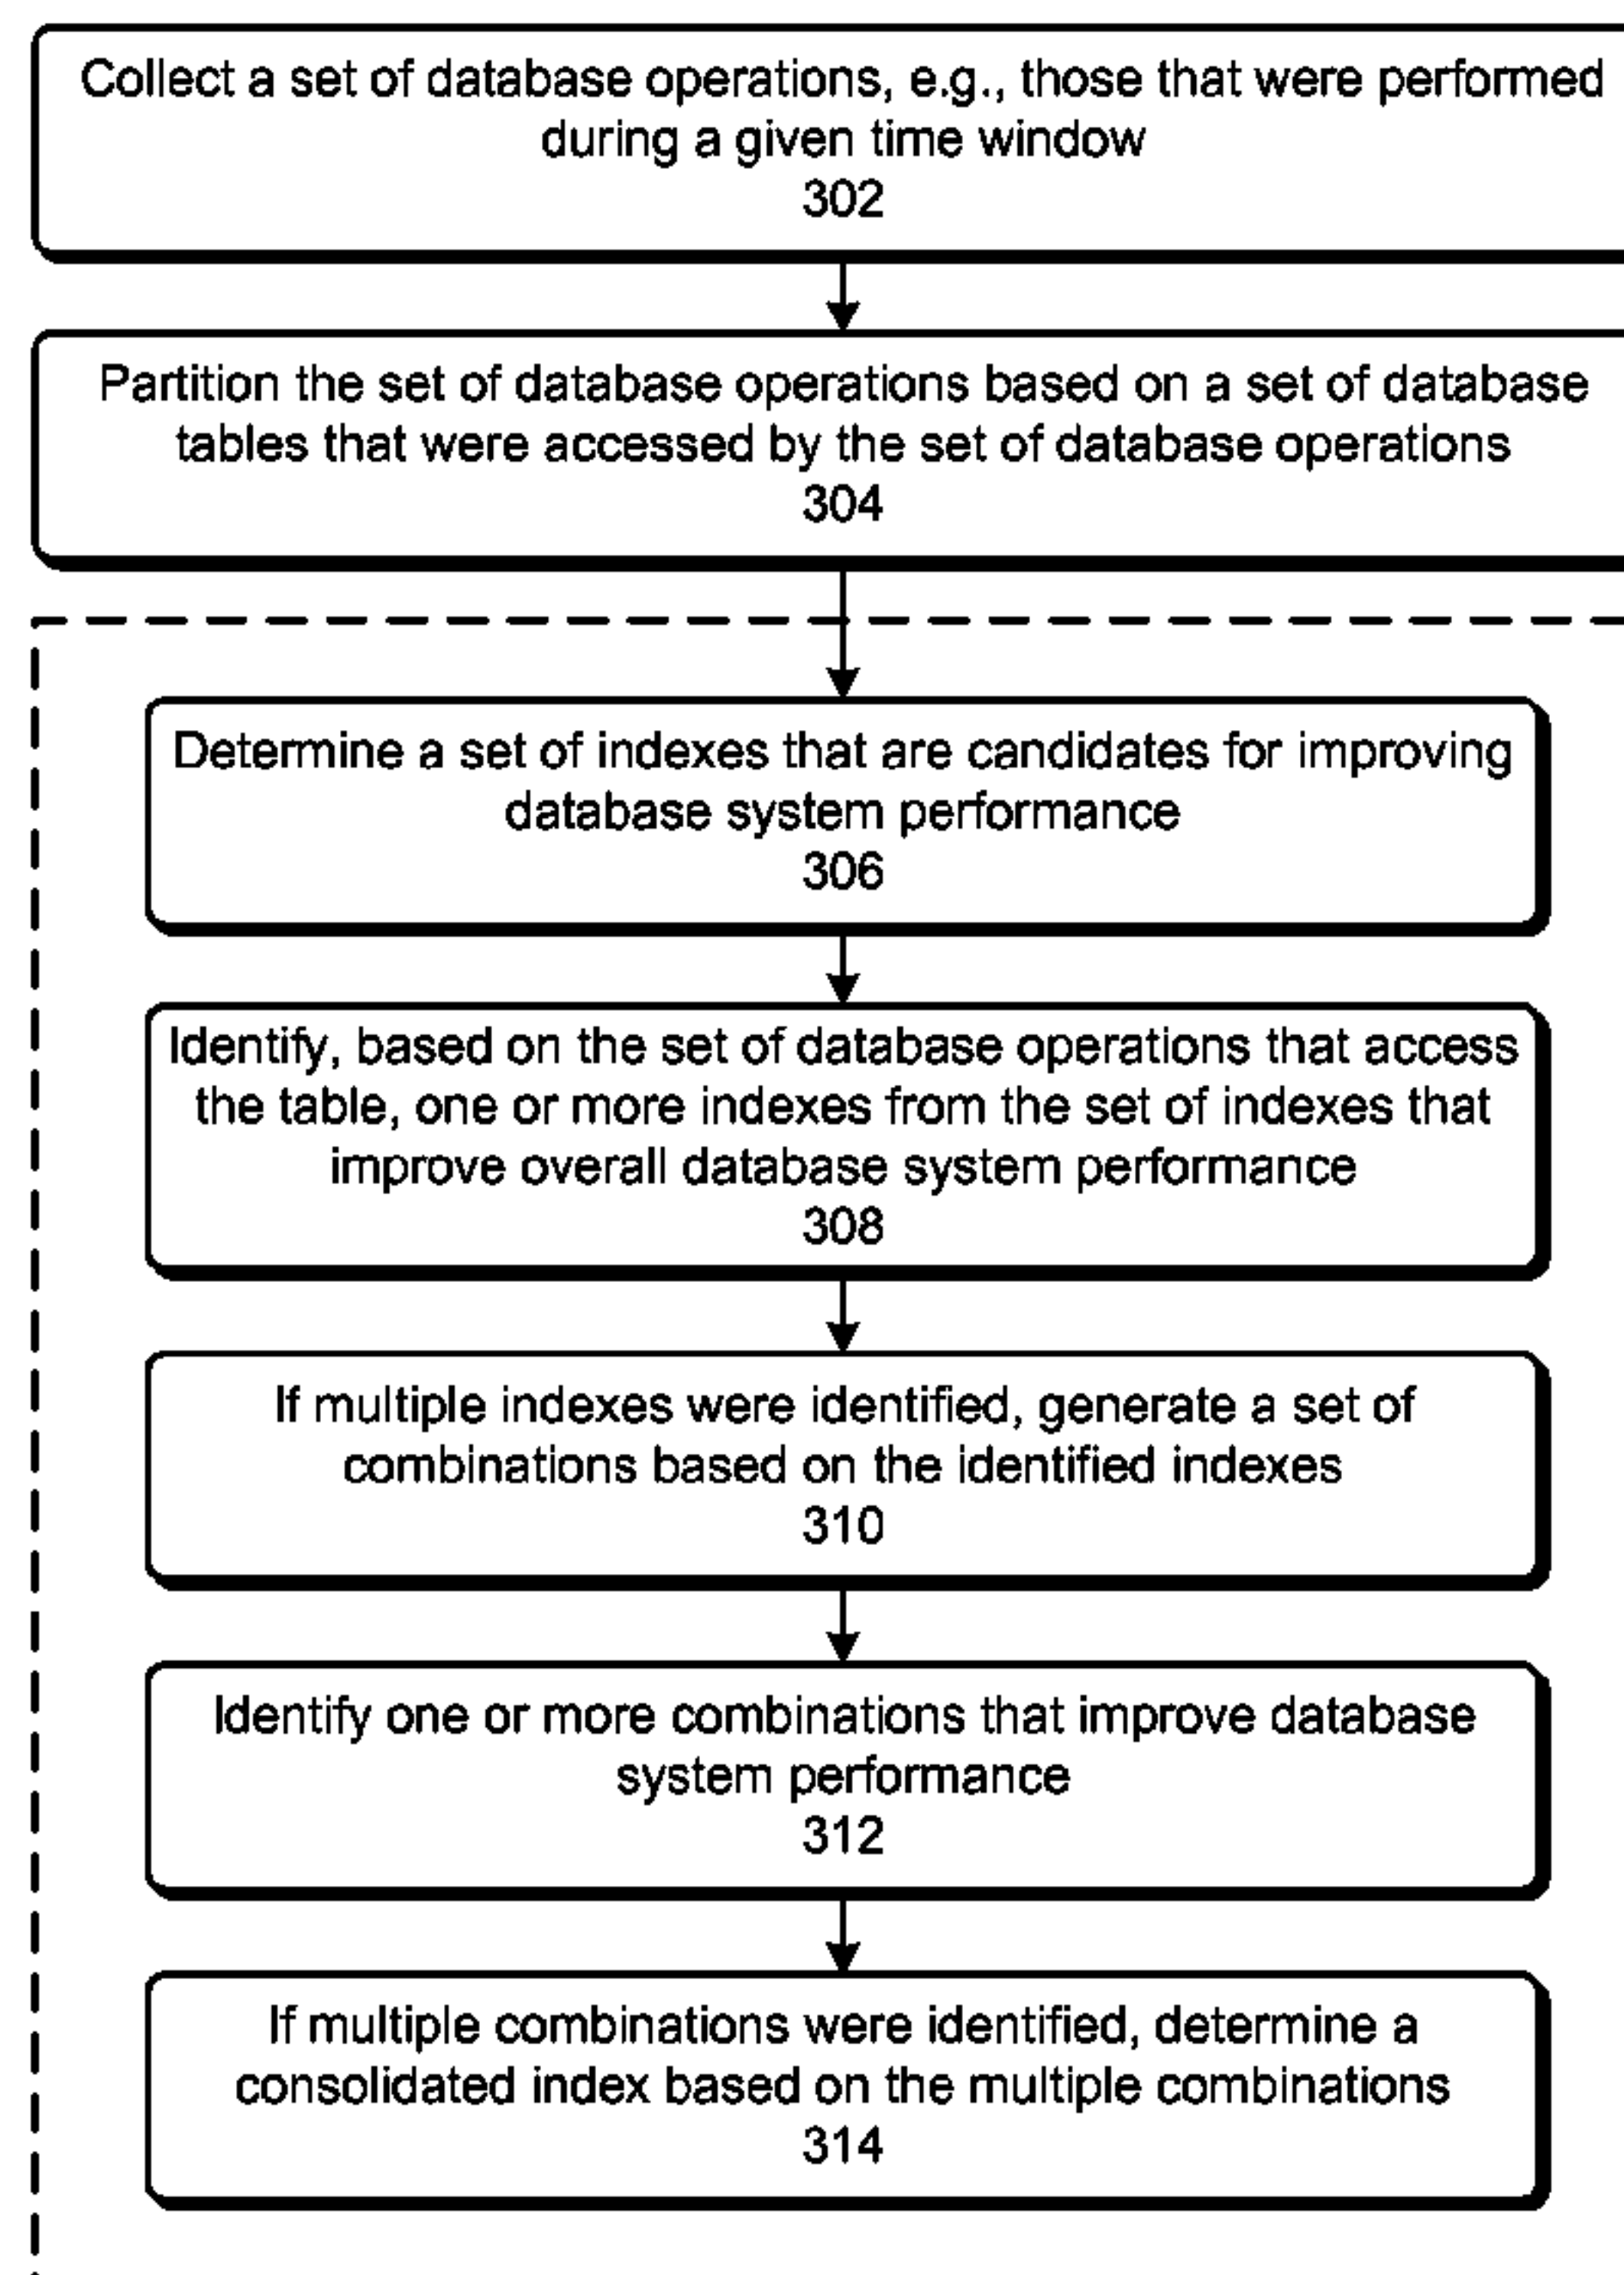 Collect a set of database operations, e.g., those that were performed
during a given time window
302
Partition the set of database operations based on a set of database
tables that were accessed by the set of database operations
304
Determine a set of indexes that are candidates for improving
database system performance
306
Identify, based on the set of database operations that access
the table, one or more indexes from the set of indexes that
improve overall database system performance
308
If multiple indexes were identified, generate a set of
combinations based on the identified indexes
310
Identify one or more combinations that improve database
system performance
312
If multiple combinations were identified, determine a
consolidated index based on the multiple combinations
314